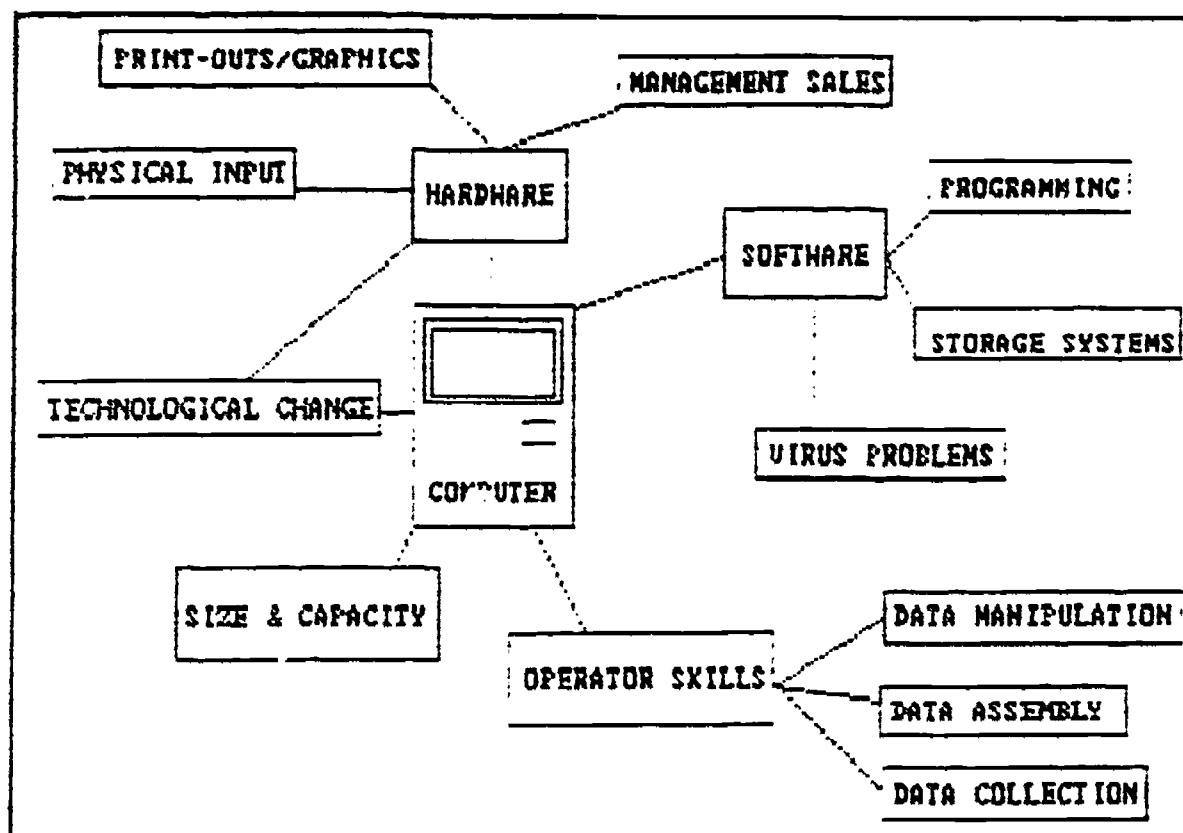 PRINT-OUTS/GRAPHICS
MANAGEMENT SALES
PHYSICAL INPUT
HARDWARE
PROGRAMMING
SOFTWARE
STORAGE SYSTEMS
TECHNOLOGICAL CHANGE
VIRUS PROBLEMS
COMPUTER
SIZE & CAPACITY
DATA MANIPULATION
OPERATOR SKILLS
DATA ASSEMBLY
DATA COLLECTION